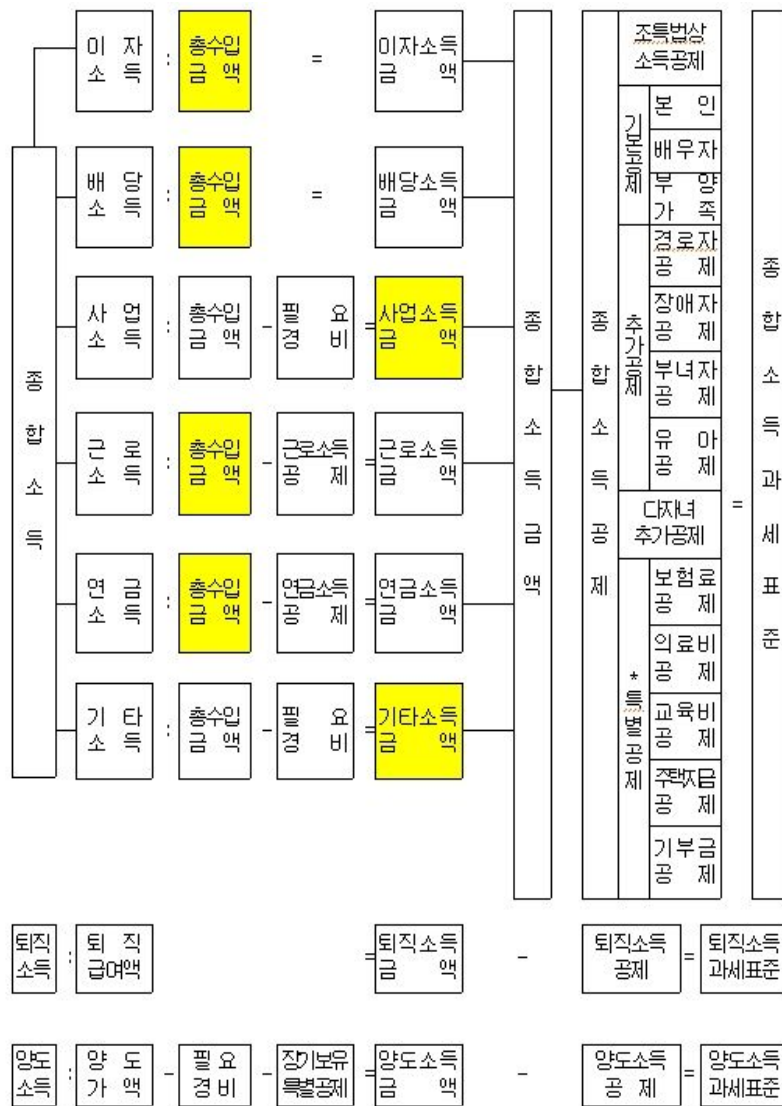 종
합
소
득
이 자
소 득
:
총수입
금 액
=
이자소득
금 액
배 당
소 득
:
총수입
금 액
=
배당소득
금 액
사 업
소 득
:
총수입
금 액
-
필 요
경 비
=
사업소득
금 액
근 로
소 득
:
총수입
금 액
-
근로소득
공 제
=
근로소득
금 액
연 금
소 득
:
총수입
금 액
-
연금소득
공 제
=
연금소득
금 액
기 타
소 득
:
총수입
금 액
-
필 요
경 비
=
기타소득
금 액
종
합
소
득
금
액
종
합
소
득
공
제
조특법상
소득공제
기본공제
본 인
배우자
부 양
가 족
추가공제
경로자
공 제
장애자
공 제
부녀자
공 제
유 아
공 제
다자녀
추가공제
*
특
별
공
제
보험료
공 제
의료비
공 제
교육비
공 제
주택자금
공 제
기부금
공 제
=
종
합
소
득
과
세
표
준
퇴직
소득
:
퇴 직
급여액
=
퇴직소득
금 액
-
퇴직소득
공제
=
퇴직소득
과세표준
양도
소득
:
양 도
가 액
-
필 요
경 비
-
장기보유
특별공제
=
양도소득
금 액
-
양도소득
공 제
=
양도소득
과세표준